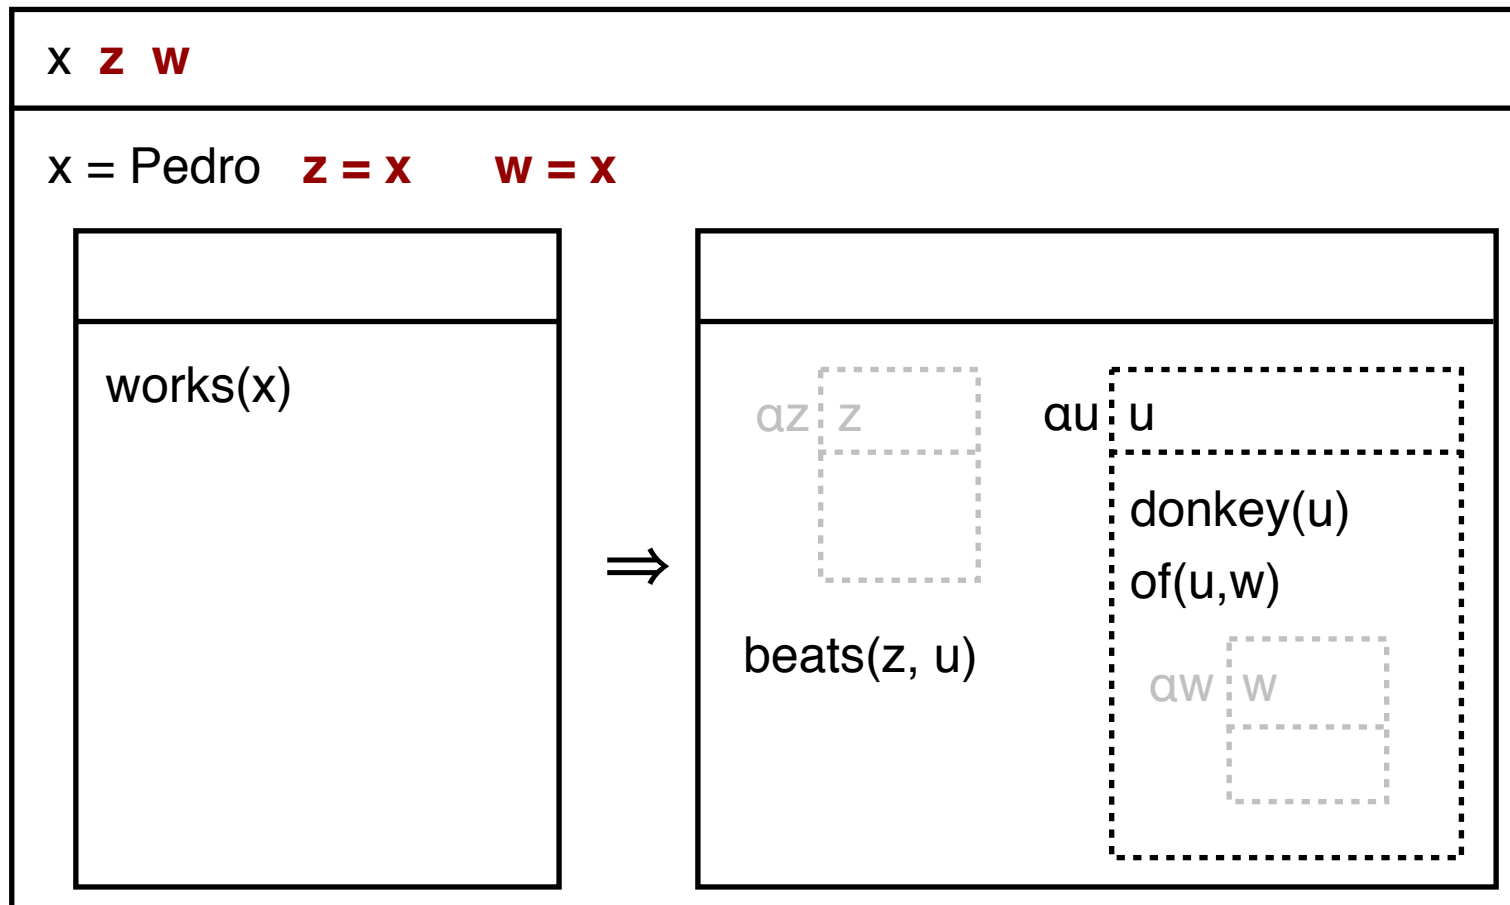 x z w
x = Pedro z = x w = x
works(x)
⇒
αz z
αu u
donkey(u)
of(u,w)
beats(z, u)
αw w